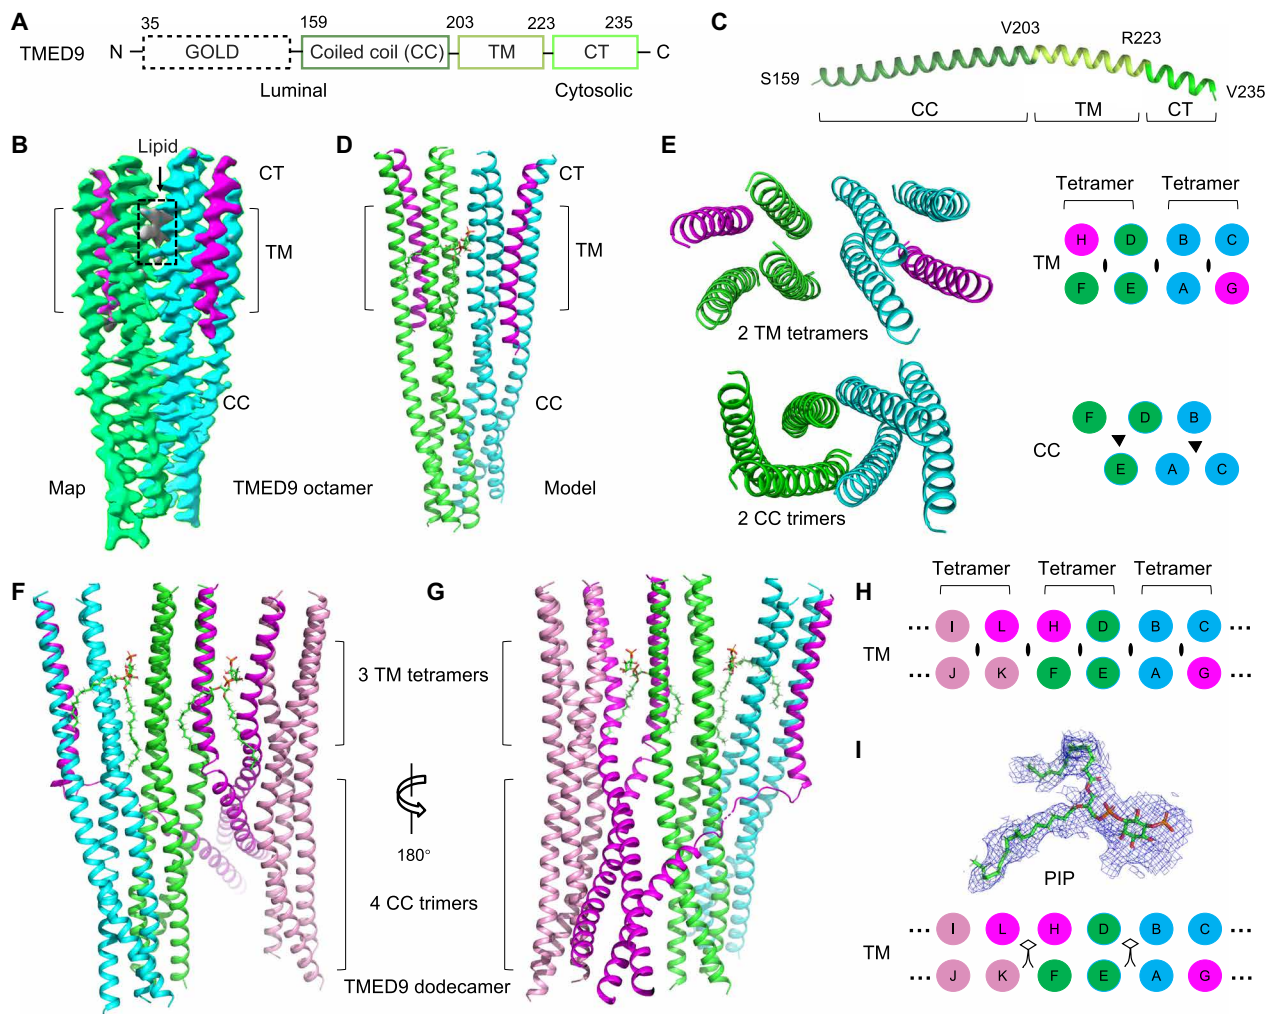 A
35
159
203
223
235
TMED9
N
GOLD
Coiled coil (CC)
TM
CT
C
Luminal
Cytosolic
C
V203
R223
S159
V235
CC
TM
CT
B
Lipid
CT
TM
CC
Map
TMED9 octamer
D
CT
TM
CC
Model
E
2 TM tetramers
2 CC trimers
Tetramer Tetramer
H D B C
TM
F E A G
F D B
CC
E A C
F
G
3 TM tetramers
180°
4 CC trimers
TMED9 dodecamer
H
Tetramer Tetramer Tetramer
... I L H D B C ...
TM
... J K F E A G ...
I
PIP
... I L H D B C ...
TM
... J K F E A G ...